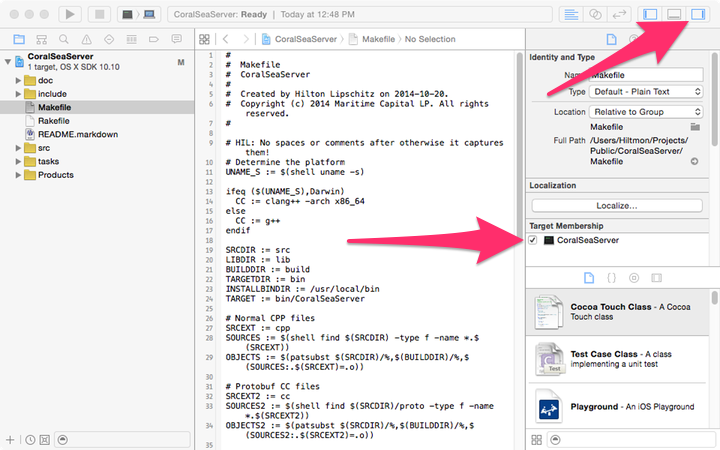 CoralSeaServer: Ready | Today at 12:48 PM
CoralSeaServer
1 target, OS X SDK 10.10
M
doc
include
Makefile
Rakefile
README.markdown
src
tasks
Products
CoralSeaServer Makefile No Selection
1 #
2 #  Makefile
3 #  CoralSeaServer
4 #
5 #  Created by Hilton Lipschitz on 2014-10-20.
6 #  Copyright (c) 2014 Maritime Capital LP. All rights
reserved.
7 #
8
9 # HIL: No spaces or comments after otherwise it captures
them!
10 # Determine the platform
11 UNAME_S := $(shell uname -s)
12
13 ifeq ($(UNAME_S),Darwin)
14   CC := clang++ -arch x86_64
15 else
16   CC := g++
17 endif
18
19 SRCDIR := src
20 LIBDIR := lib
21 BUILDDIR := build
22 TARGETDIR := bin
23 INSTALLBINDIR := /usr/local/bin
24 TARGET := bin/CoralSeaServer
25
26 # Normal CPP files
27 SRCEXT := cpp
28 SOURCES := $(shell find $(SRCDIR) -type f -name *.$
(SRCEXT))
29 OBJECTS := $(patsubst $(SRCDIR)/%,$(BUILDDIR)/%,$
(SOURCES:.$(SRCEXT)=.o))
30
31 # Protobuf CC files
32 SRCEXT2 := cc
33 SOURCES2 := $(shell find $(SRCDIR)/proto -type f -name
*.$(SRCEXT2))
34 OBJECTS2 := $(patsubst $(SRCDIR)/%,$(BUILDDIR)/%,$
(SOURCES2:.$(SRCEXT2)=.o))
35
Identity and Type
Makefile
Type Default - Plain Text
Location Relative to Group
Makefile
Full Path /Users/Hiltmon/Projects/
Public/CoralSeaServer/
Makefile
Localization
Localize...
Target Membership
CoralSeaServer
Cocoa Touch Class - A Cocoa
Touch class
Test
Test Case Class - A class
implementing a unit test
Playground - An iOS Playground